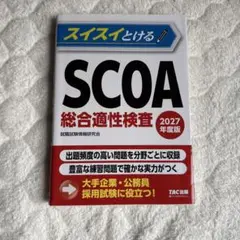 スイスイとける!
SCOA
総合適性検査
2027
年度版
就職試験情報研究会
出題頻度の高い問題を分野ごとに収録
豊富な練習問題で確かな実力がつく
大手企業・公務員
採用試験に役立つ!
TAC出版